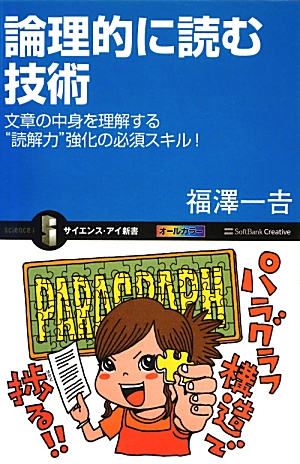 論理的に読む
技術
文章の中身を理解する
“読解力”強化の必須スキル!
福澤一吉
science・i
サイエンス・アイ新書
オールカラー
SoftBank Creative
PARAGRAPH
パラグラフ
構造で
捗る!!